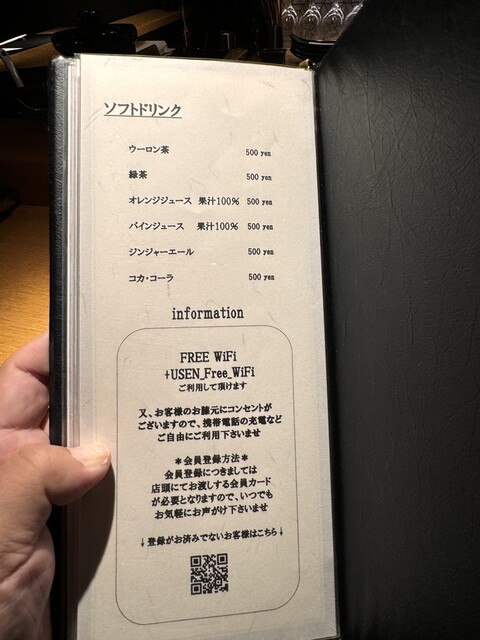 ソフトドリンク
ウーロン茶 500 yen
緑茶 500 yen
オレンジジュース 果汁100% 500 yen
パインジュース 果汁100% 500 yen
ジンジャーエール 500 yen
コカ・コーラ 500 yen
information
FREE WiFi
+USEN_Free_WiFi
ご利用して頂けます
又、お客様のお膝元にコンセントが
ございますので、携帯電話の充電など
ご自由にご利用下さいませ
＊会員登録方法＊
会員登録につきましては
店頭にてお渡しする会員カード
が必要となりますので、いつでも
お気軽にお声がけ下さいませ
↓登録がお済みでないお客様はこちら↓